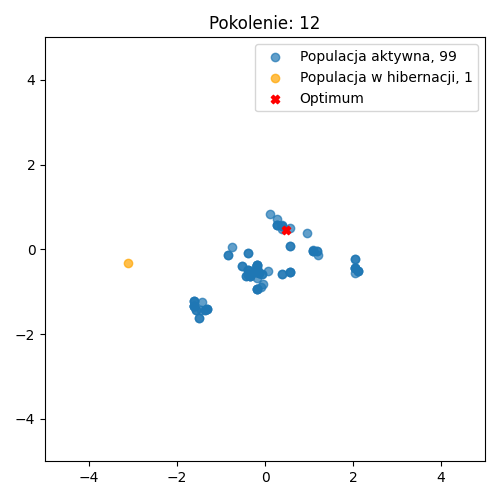 Pokolenie: 12
Populacja aktywna, 99
Populacja w hibernacji, 1
Optimum
4
2
0
−2
−4
−4 −2 0 2 4